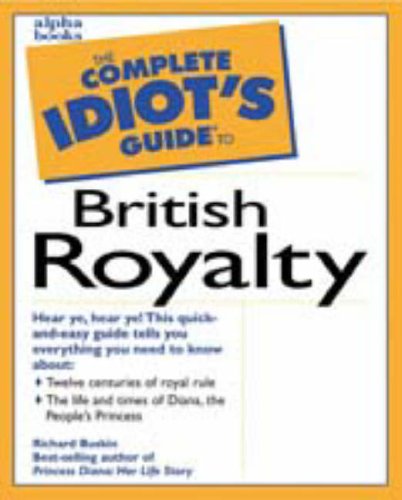 alpha
books
THE
COMPLETE
IDIOT'S
GUIDE® TO
British
Royalty
Hear ye, hear ye! This quick-
and-easy guide tells you
everything you need to know
about:
♦ Twelve centuries of royal rule
♦ The life and times of Diana, the
People's Princess
Richard Buskin
Best-selling author of
Princess Diana: Her Life Story